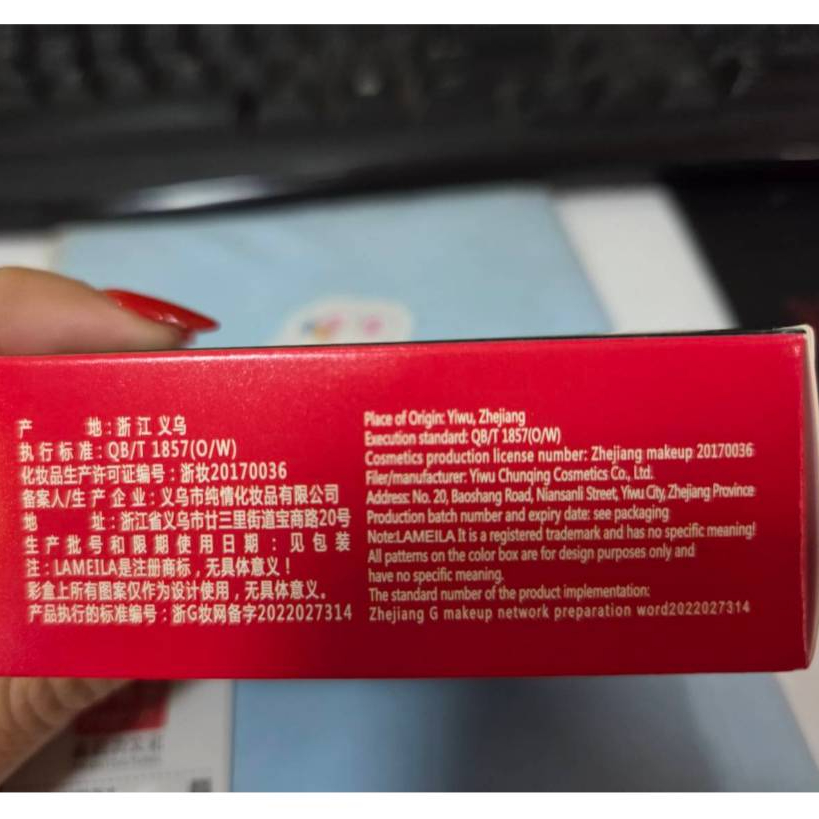 产 地:浙江义乌
执行标准:QB/T 1857(O/W)
化妆品生产许可证编号:浙妆20170036
备案人/生产企业:义乌市纯情化妆品有限公司
地 址:浙江省义乌市廿三里街道宝商路20号
生产批号和限期使用日期:见包装
注:LAMEILA是注册商标,无具体意义!
彩盒上所有图案仅作为设计使用,无具体意义。
产品执行的标准编号:浙G妆网备字2022027314
Place of Origin: Yiwu, Zhejiang
Execution standard: QB/T 1857(O/W)
Cosmetics production license number: Zhejiang makeup 20170036
Filer/manufacturer: Yiwu Chunqing Cosmetics Co., Ltd.
Address: No. 20, Baoshang Road, Niansanli Street, Yiwu City, Zhejiang Province
Production batch number and expiry date: see packaging
Note:LAMEILA It is a registered trademark and has no specific meaning!
All patterns on the color box are for design purposes only and
have no specific meaning.
The standard number of the product implementation:
Zhejiang G makeup network preparation word2022027314